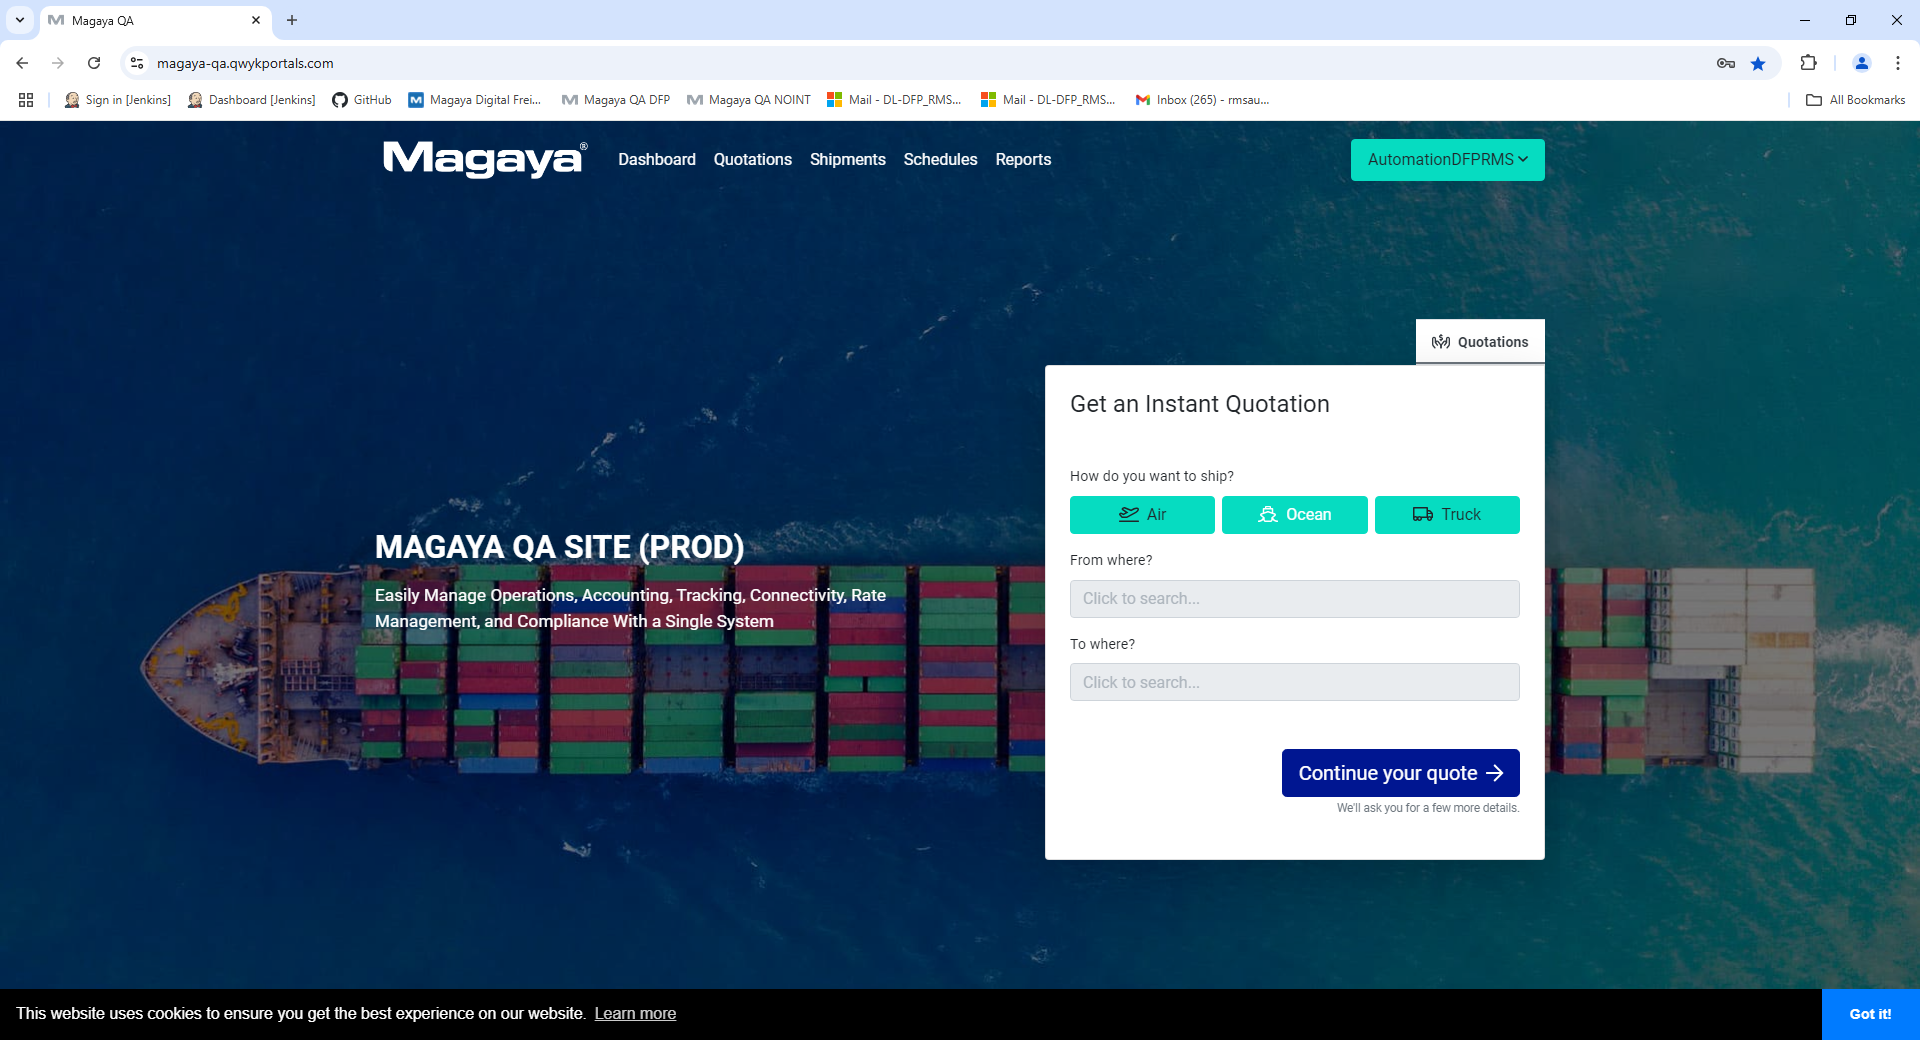 Magaya QA
magaya-qa.qwykportals.com
Sign in [Jenkins]
Dashboard [Jenkins]
GitHub
Magaya Digital Frei...
Magaya QA DFP
Magaya QA NOINT
Mail - DL-DFP_RMS...
Mail - DL-DFP_RMS...
Inbox (265) - rmsau...
All Bookmarks
Magaya®
Dashboard
Quotations
Shipments
Schedules
Reports
AutomationDFPRMS
Quotations
Get an Instant Quotation
How do you want to ship?
Air
Ocean
Truck
From where?
Click to search...
To where?
Click to search...
Continue your quote
We'll ask you for a few more details.
MAGAYA QA SITE (PROD)
Easily Manage Operations, Accounting, Tracking, Connectivity, Rate
Management, and Compliance With a Single System
This website uses cookies to ensure you get the best experience on our website. Learn more
Got it!